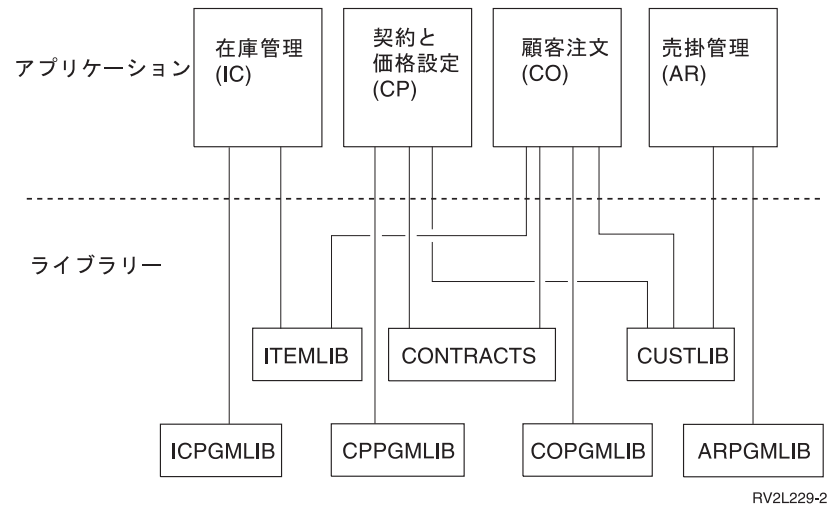 アプリケーション
在庫管理
(IC)
契約と
価格設定
(CP)
顧客注文
(CO)
売掛管理
(AR)
ライブラリー
ITEMLIB
CONTRACTS
CUSTLIB
ICPGMLIB
CPPGMLIB
COPGMLIB
ARPGMLIB
RV2L229-2